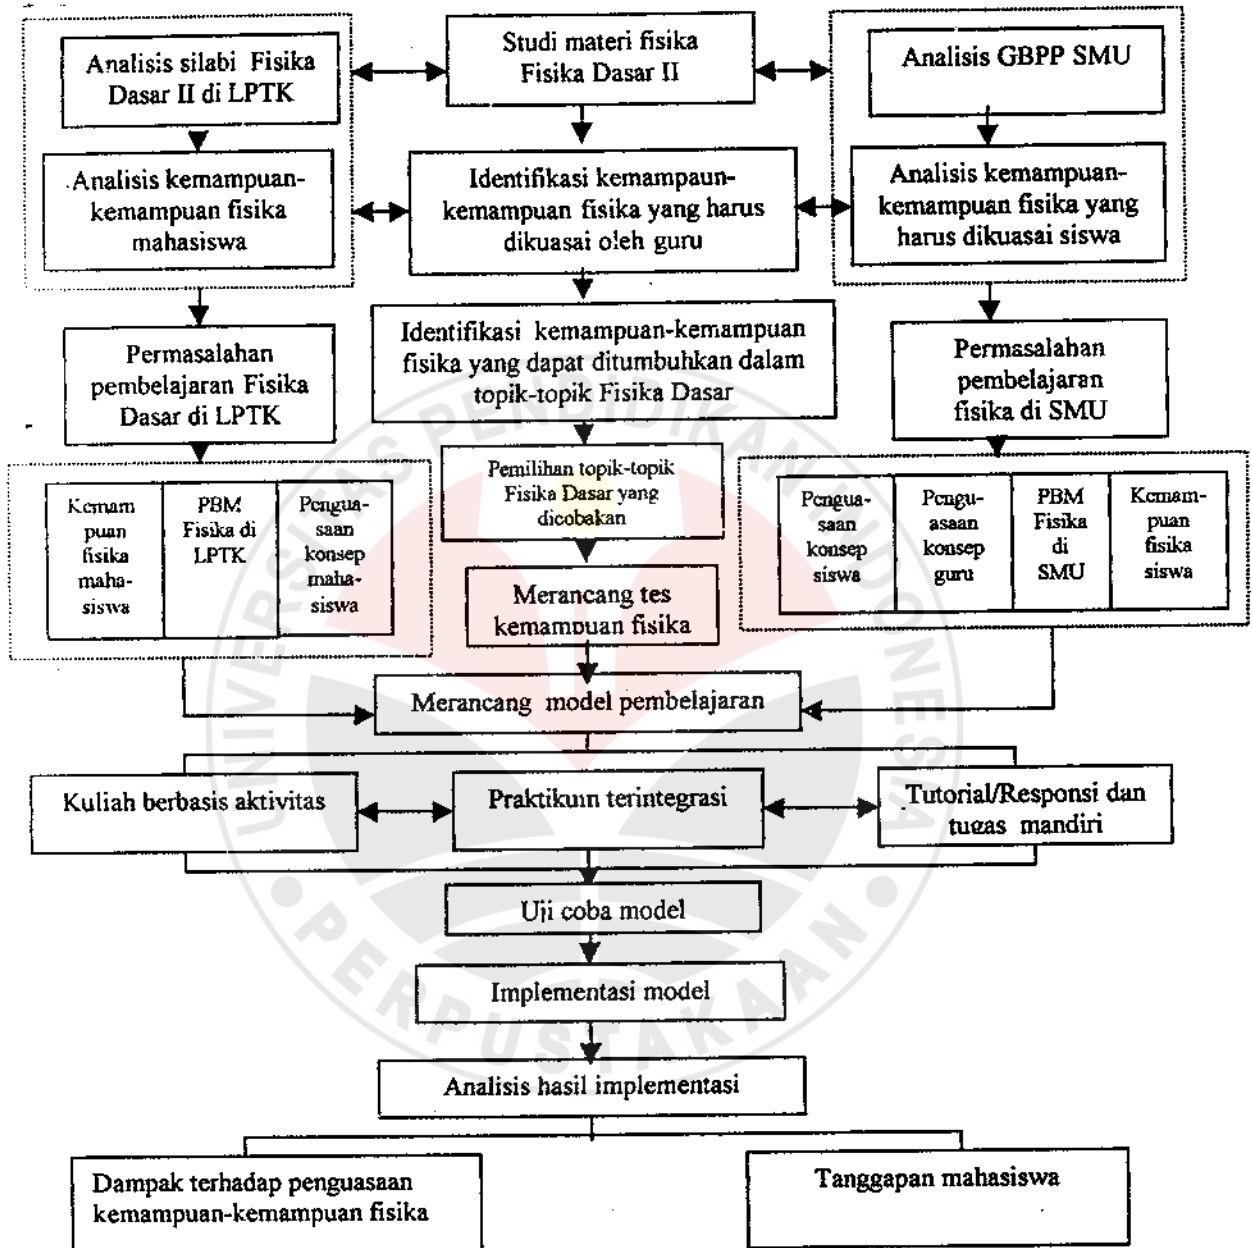 Analisis silabi Fisika
Dasar II di LPTK
Studi materi fisika
Fisika Dasar II
Analisis GBPP SMU
Analisis kemampuan-
kemampuan fisika
mahasiswa
Identifikasi kemampaun-
kemampuan fisika yang harus
dikuasai oleh guru
Analisis kemampuan-
kemampuan fisika yang
harus dikuasai siswa
Permasalahan
pembelajaran Fisika
Dasar di LPTK
Identifikasi kemampuan-kemampuan
fisika yang dapat ditumbuhkan dalam
topik-topik Fisika Dasar
Permasalahan
pembelajaran
fisika di SMU
Kemam
puan
fisika
maha-
siswa
PBM
Fisika di
LPTK
Pengua-
saan
konsep
maha-
siswa
Pemilihan topik-topik
Fisika Dasar yang
dicobakan
Pengua-
saan
konsep
siswa
Pengu-
asaan
konsep
guru
PBM
Fisika
di
SMU
Kemam-
puan
fisika
siswa
Merancang tes
kemampuan fisika
Merancang model pembelajaran
Kuliah berbasis aktivitas
Praktikum terintegrasi
Tutorial/Responsi dan
tugas mandiri
Uji coba model
Implementasi model
Analisis hasil implementasi
Dampak terhadap penguasaan
kemampuan-kemampuan fisika
Tanggapan mahasiswa
UNIVERSITAS PENDIDIKAN INDONESIA
PERPUSTAKAAN